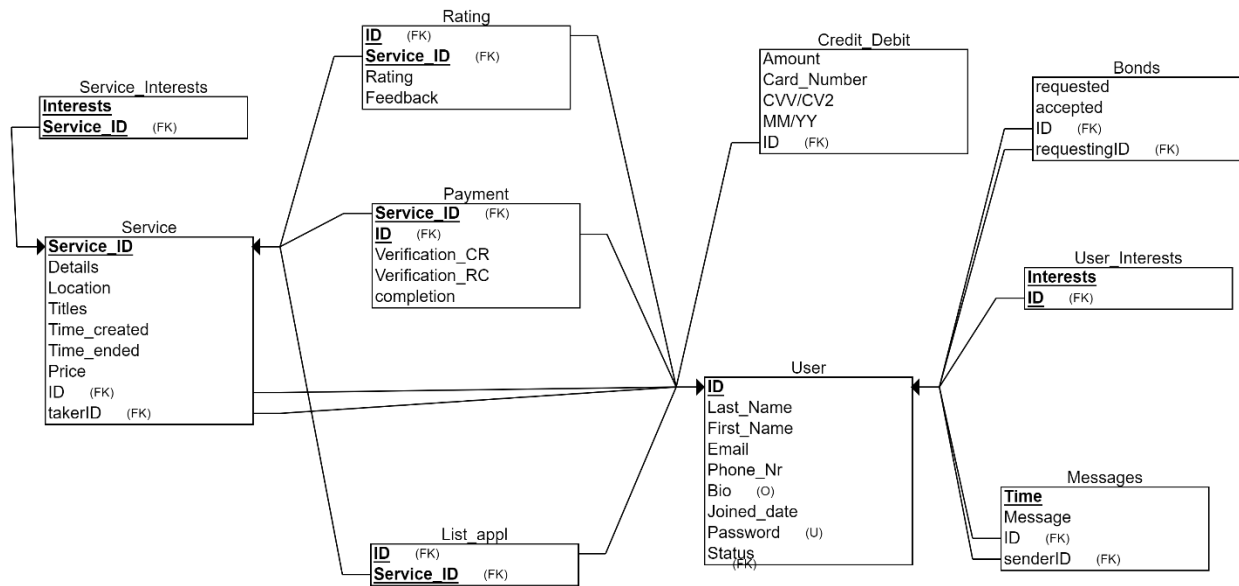 Rating
ID (FK)
Service_ID (FK)
Rating
Feedback
Credit_Debit
Amount
Card_Number
CVV/CV2
MM/YY
ID (FK)
Bonds
requested
accepted
ID (FK)
requestingID (FK)
Service_Interests
Interests
Service_ID (FK)
Payment
Service_ID (FK)
ID (FK)
Verification_CR
Verification_RC
completion
Service
Service_ID
Details
Location
Titles
Time_created
Time_ended
Price
ID (FK)
takerID (FK)
User_Interests
Interests
ID (FK)
User
ID
Last_Name
First_Name
Email
Phone_Nr
Bio (O)
Joined_date
Password (U)
Status
(FK)
Messages
Time
Message
ID (FK)
senderID (FK)
List_appl
ID (FK)
Service_ID (FK)